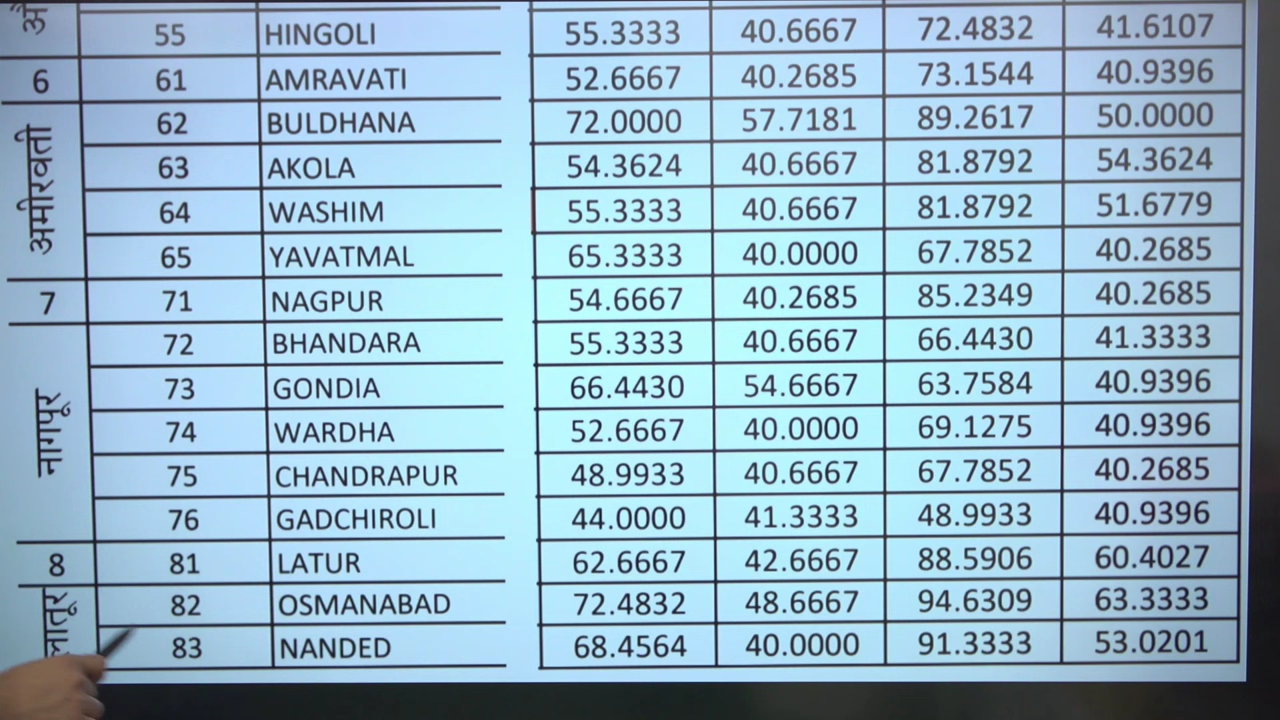 औ
55 HINGOLI 55.3333 40.6667 72.4832 41.6107
6 61 AMRAVATI 52.6667 40.2685 73.1544 40.9396
अमीरवती
62 BULDHANA 72.0000 57.7181 89.2617 50.0000
63 AKOLA 54.3624 40.6667 81.8792 54.3624
64 WASHIM 55.3333 40.6667 81.8792 51.6779
65 YAVATMAL 65.3333 40.0000 67.7852 40.2685
7 71 NAGPUR 54.6667 40.2685 85.2349 40.2685
नागपूर
72 BHANDARA 55.3333 40.6667 66.4430 41.3333
73 GONDIA 66.4430 54.6667 63.7584 40.9396
74 WARDHA 52.6667 40.0000 69.1275 40.9396
75 CHANDRAPUR 48.9933 40.6667 67.7852 40.2685
76 GADCHIROLI 44.0000 41.3333 48.9933 40.9396
8 81 LATUR 62.6667 42.6667 88.5906 60.4027
लातूर
82 OSMANABAD 72.4832 48.6667 94.6309 63.3333
83 NANDED 68.4564 40.0000 91.3333 53.0201